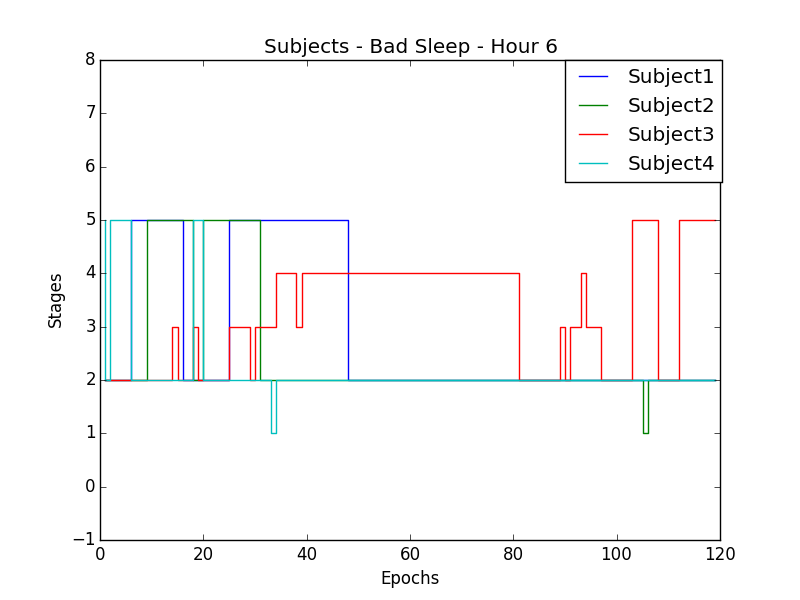 Subjects - Bad Sleep - Hour 6
8
7
6
5
4
3
2
1
0
−1
Stages
Subject1
Subject2
Subject3
Subject4
0 20 40 60 80 100 120
Epochs